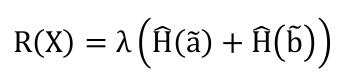 R(X) = λ(Ĥ(ã) + Ĥ(b̃))